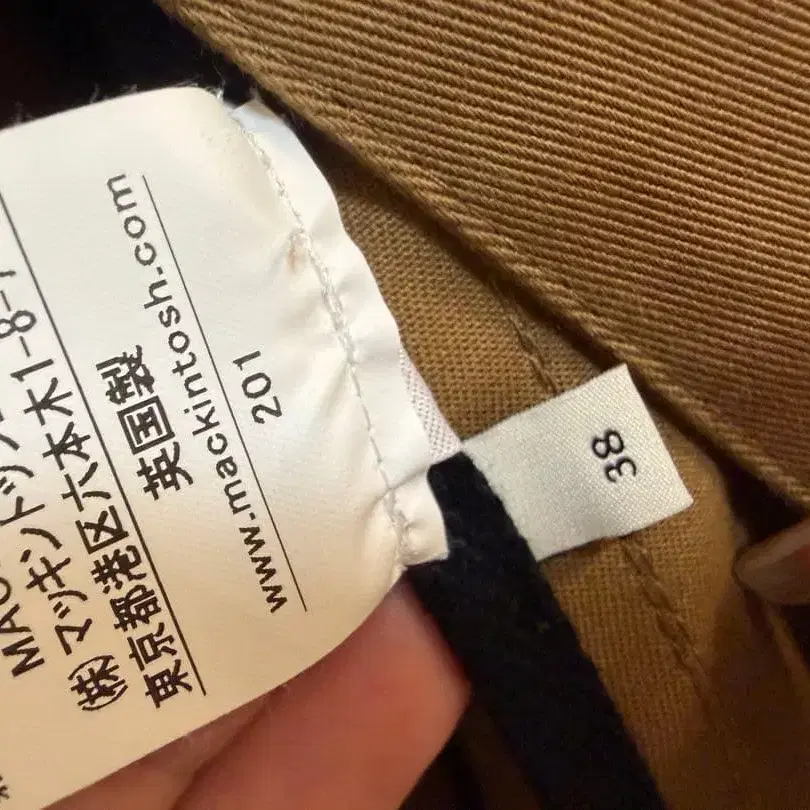 MAC
(株) マッキントッシュ
東京都港区六本木1-8-7
英国製
www.mackintosh.com
201
38